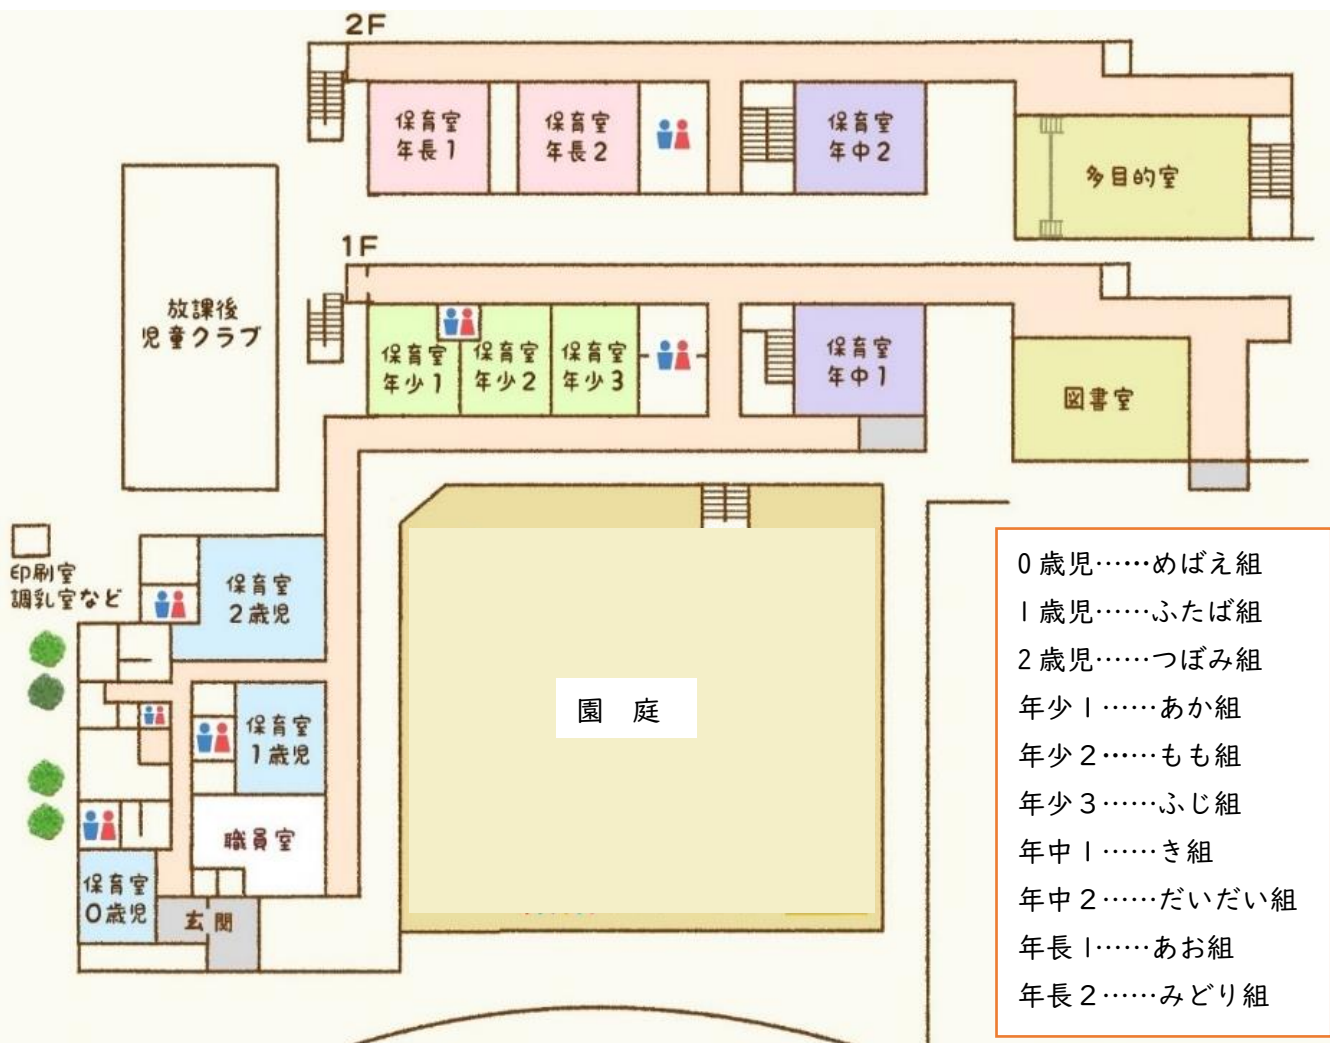 2F
保育室
年長1
保育室
年長2
保育室
年中2
多目的室
1F
放課後
児童クラブ
保育室
年少1
保育室
年少2
保育室
年少3
保育室
年中1
図書室
印刷室
調乳室など
保育室
2歳児
保育室
1歳児
職員室
保育室
0歳児
玄関
園　庭
0歳児……めばえ組
1歳児……ふたば組
2歳児……つぼみ組
年少1……あか組
年少2……もも組
年少3……ふじ組
年中1……き組
年中2……だいだい組
年長1……あお組
年長2……みどり組